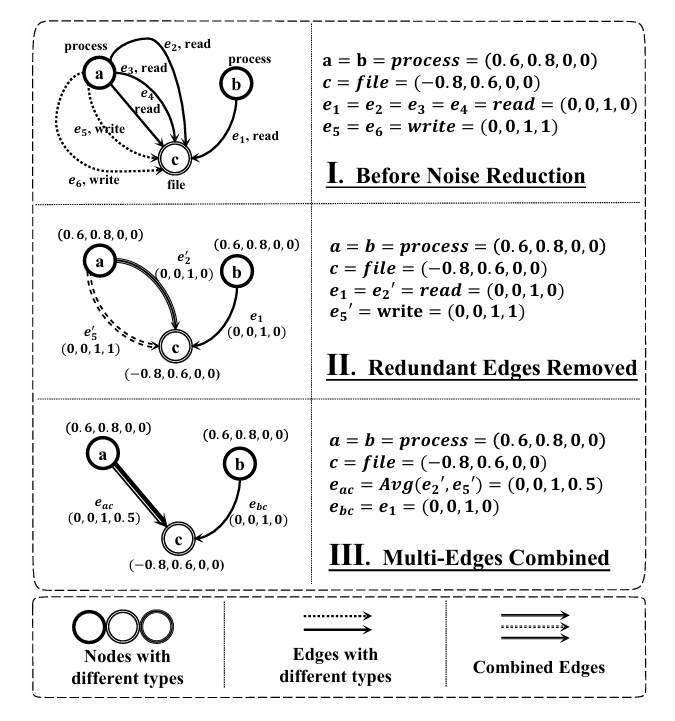 process
e₂, read
process
a
e₃, read
b
e₄
read
e₅, write
e₁, read
c
e₆, write
file
a = b = process = (0.6,0.8,0,0)
c = file = (−0.8,0.6,0,0)
e₁ = e₂ = e₃ = e₄ = read = (0,0,1,0)
e₅ = e₆ = write = (0,0,1,1)
I. Before Noise Reduction
(0.6,0.8,0,0)
(0.6,0.8,0,0)
a
e₂′
(0,0,1,0)
b
e₁
(0,0,1,0)
e₅′
(0,0,1,1)
c
(−0.8,0.6,0,0)
a = b = process = (0.6,0.8,0,0)
c = file = (−0.8,0.6,0,0)
e₁ = e₂′ = read = (0,0,1,0)
e₅′ = write = (0,0,1,1)
II. Redundant Edges Removed
(0.6,0.8,0,0)
(0.6,0.8,0,0)
a
b
e_ac
(0,0,1,0.5)
e_bc
(0,0,1,0)
c
(−0.8,0.6,0,0)
a = b = process = (0.6,0.8,0,0)
c = file = (−0.8,0.6,0,0)
e_ac = Avg(e₂′,e₅′) = (0,0,1,0.5)
e_bc = e₁ = (0,0,1,0)
III. Multi-Edges Combined
Nodes with
different types
Edges with
different types
Combined Edges